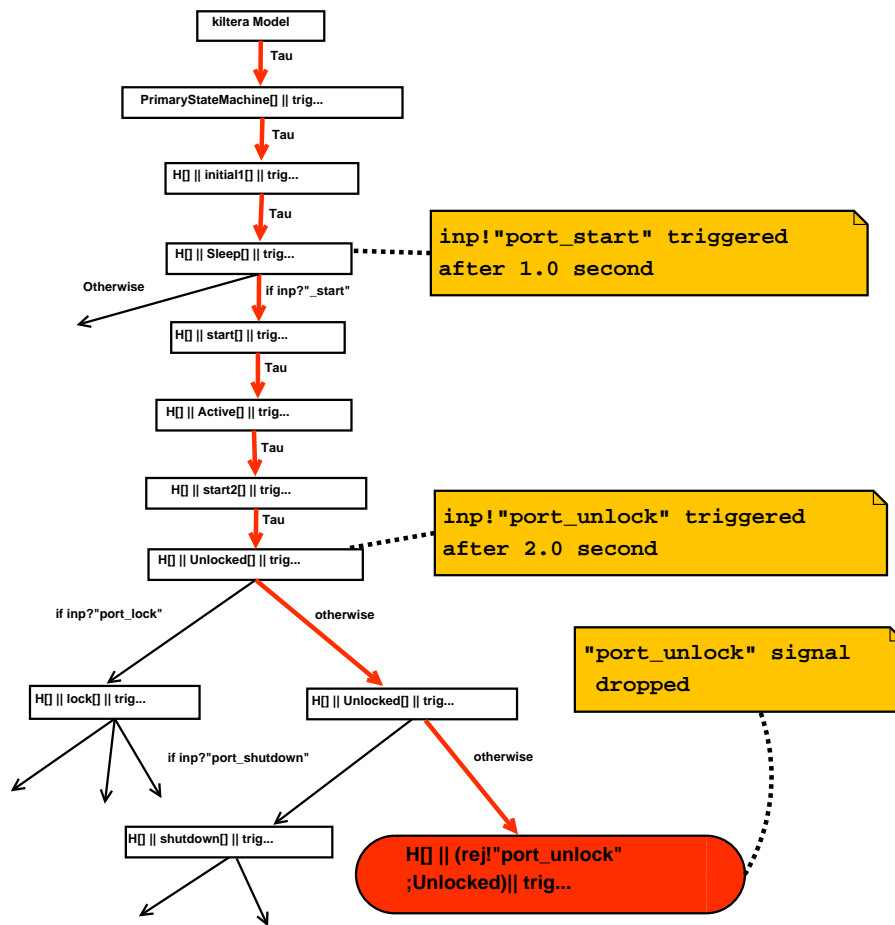 kiltera Model
Tau
PrimaryStateMachine[] || trig...
Tau
H[] || initial1[] || trig...
Tau
H[] || Sleep[] || trig...
inp!"port_start" triggered
after 1.0 second
Otherwise
if inp?"_start"
H[] || start[] || trig...
Tau
H[] || Active[] || trig...
Tau
H[] || start2[] || trig...
Tau
inp!"port_unlock" triggered
after 2.0 second
H[] || Unlocked[] || trig...
if inp?"port_lock"
otherwise
"port_unlock" signal
dropped
H[] || lock[] || trig...
H[] || Unlocked[] || trig...
if inp?"port_shutdown"
otherwise
H[] || shutdown[] || trig...
H[] || (rej!"port_unlock"
;Unlocked)|| trig...